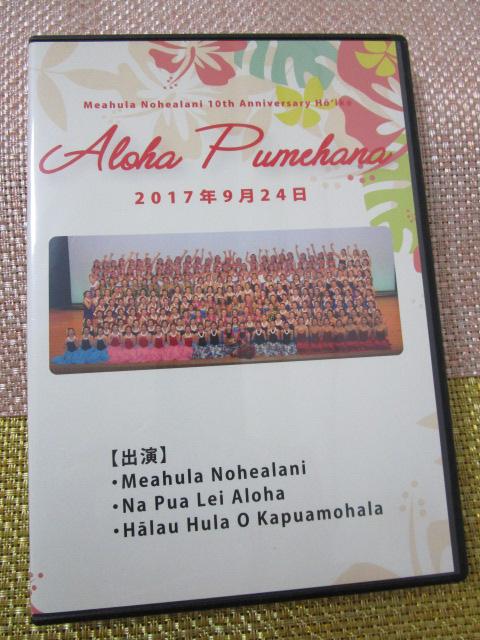 Meahula Nohealani 10th Anniversary Hō'ike
Aloha Pumehana
2017年9月24日
【出演】
・Meahula Nohealani
・Na Pua Lei Aloha
・Hālau Hula O Kapuamohala